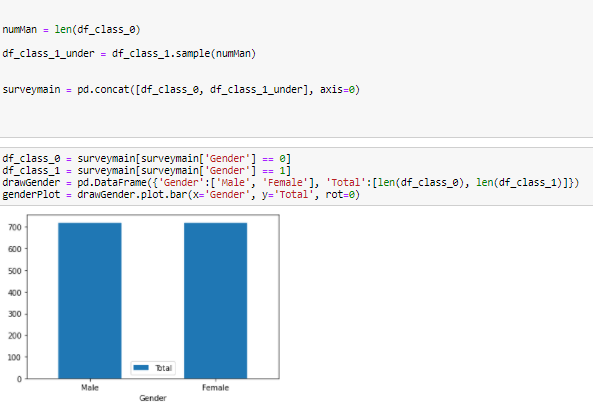 numMan = len(df_class_0)
df_class_1_under = df_class_1.sample(numMan)
surveymain = pd.concat([df_class_0, df_class_1_under], axis=0)
df_class_0 = surveymain[surveymain['Gender'] == 0]
df_class_1 = surveymain[surveymain['Gender'] == 1]
drawGender = pd.DataFrame({'Gender':['Male', 'Female'], 'Total':[len(df_class_0), len(df_class_1)]})
genderPlot = drawGender.plot.bar(x='Gender', y='Total', rot=0)
700
600
500
400
300
200
100
0
Total
Male Female
Gender